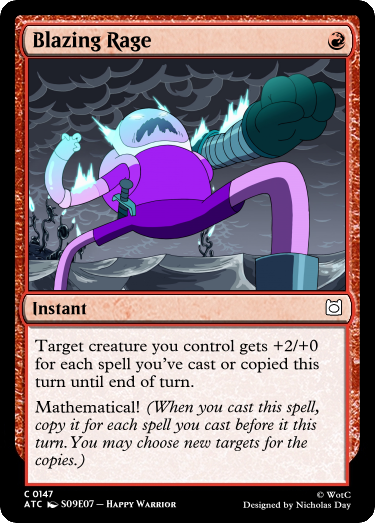 Blazing Rage
Instant
Target creature you control gets +2/+0
for each spell you've cast or copied this
turn until end of turn.
Mathematical! (When you cast this spell,
copy it for each spell you cast before it this
turn. You may choose new targets for the
copies.)
C 0147
© WotC
ATC S09E07 – Happy Warrior
Designed by Nicholas Day